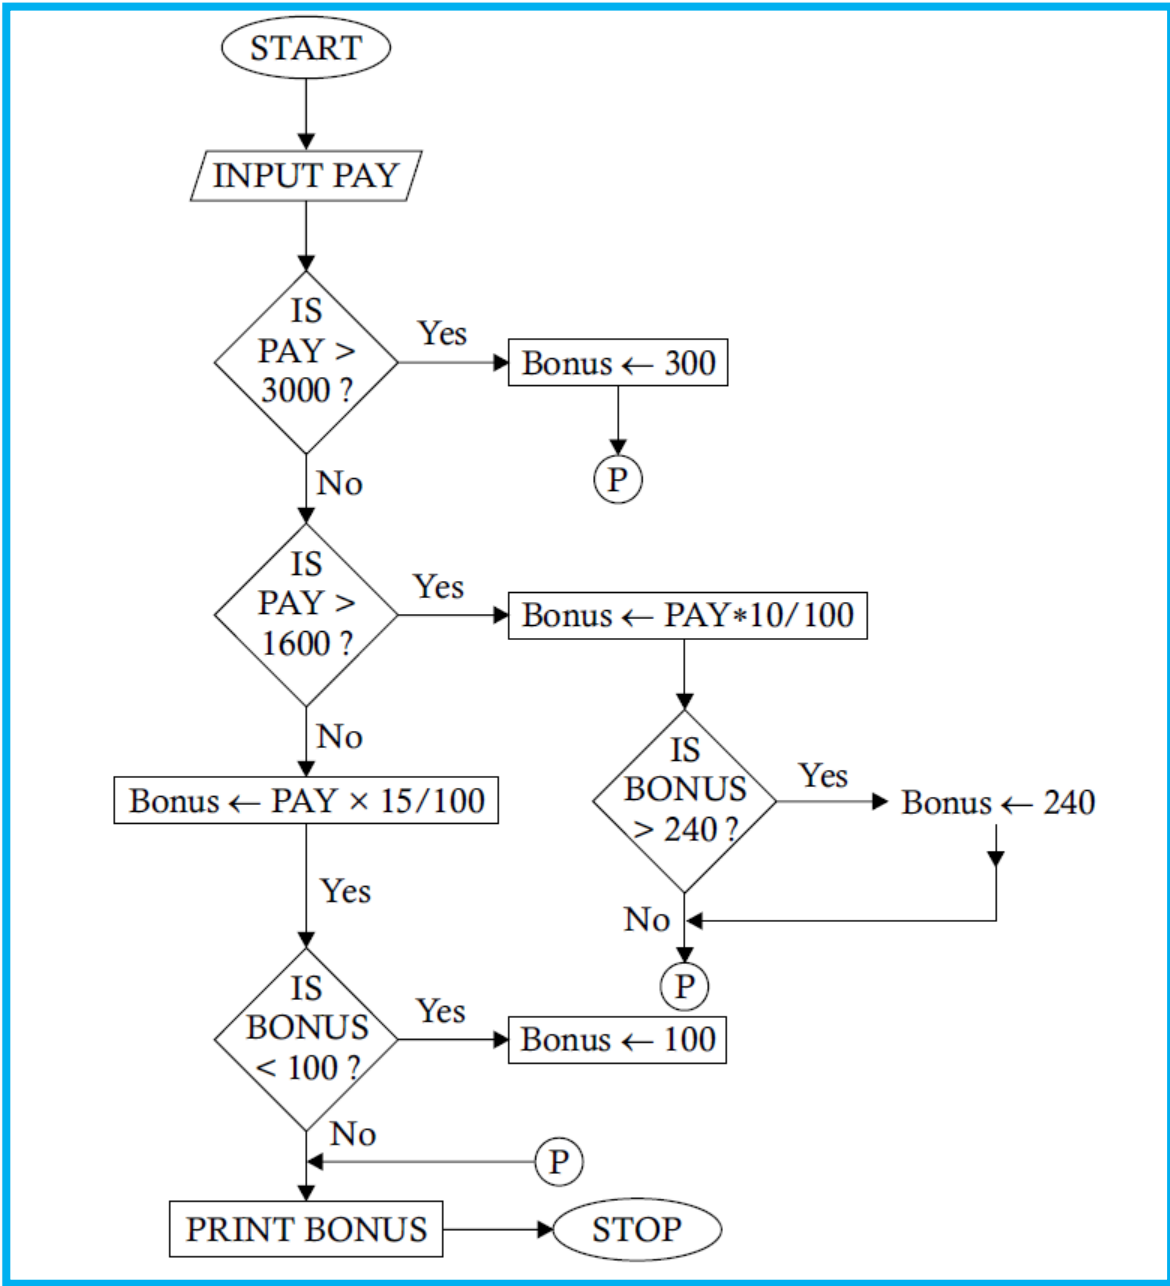 START
INPUT PAY
IS
PAY >
3000 ?
Yes
Bonus ← 300
P
No
IS
PAY >
1600 ?
Yes
Bonus ← PAY*10/100
No
Bonus ← PAY × 15/100
IS
BONUS
> 240 ?
Yes
Bonus ← 240
No
P
Yes
IS
BONUS
< 100 ?
Yes
Bonus ← 100
No
P
PRINT BONUS
STOP